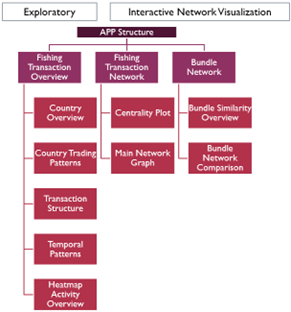 Exploratory
Interactive Network Visualization
APP Structure
Fishing
Transaction
Overview
Fishing
Transaction
Network
Bundle
Network
Country
Overview
Centrality Plot
Bundle Similarity
Overview
Country Trading
Patterns
Main Network
Graph
Bundle
Network
Comparison
Transaction
Structure
Temporal
Patterns
Heatmap
Activity
Overview